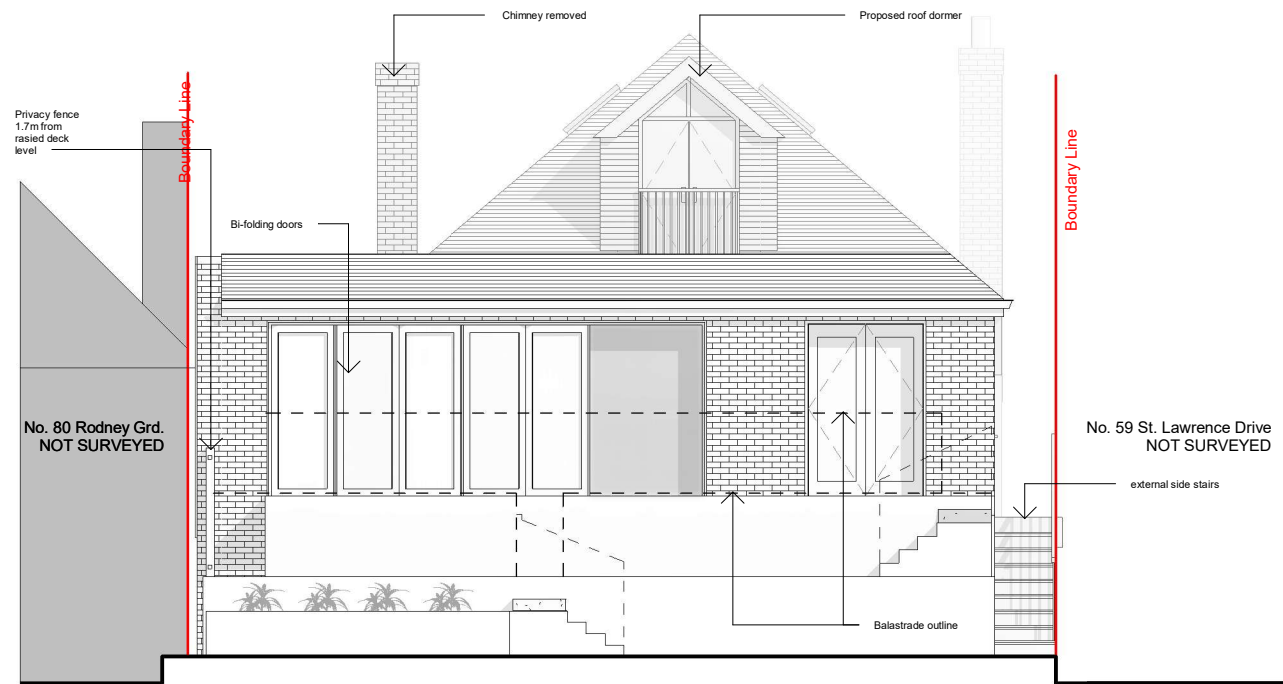 Chimney removed
Proposed roof dormer
Privacy fence
1.7m from
rasied deck
level
Boundary Line
Boundary Line
Bi-folding doors
No. 80 Rodney Grd.
NOT SURVEYED
No. 59 St. Lawrence Drive
NOT SURVEYED
external side stairs
Balastrade outline